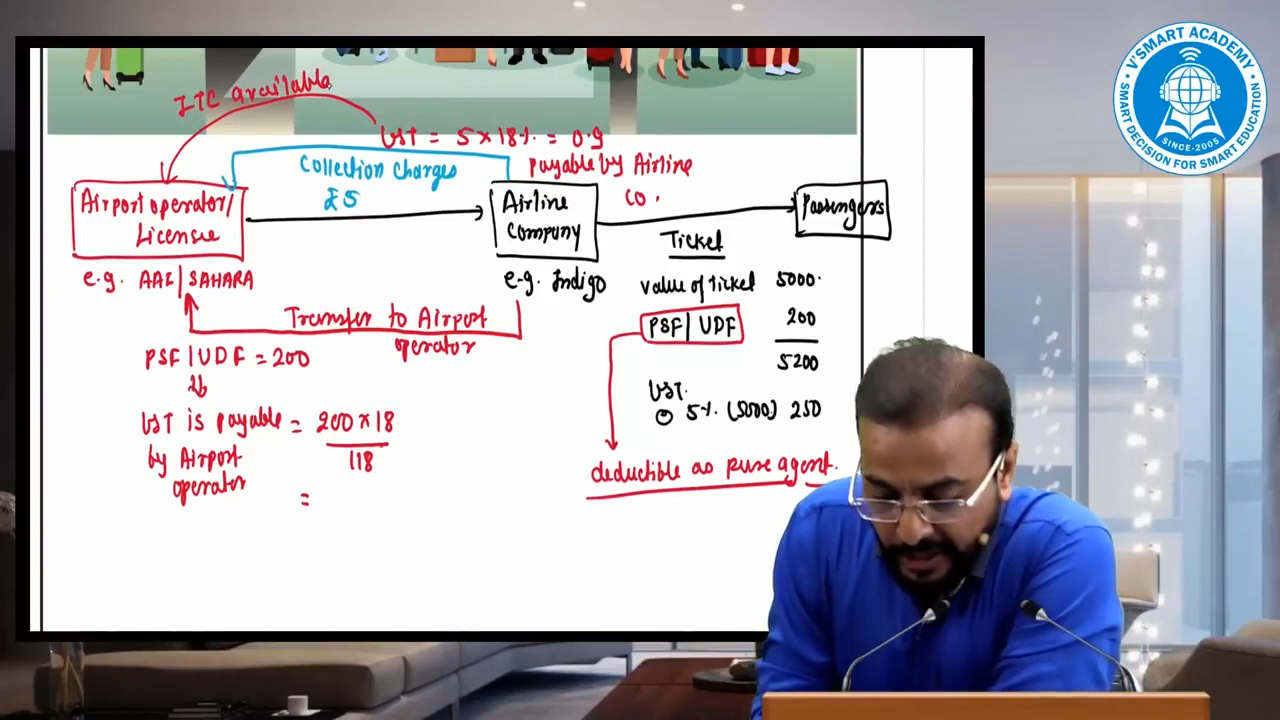 V'SMART ACADEMY
SMART DECISION FOR SMART EDUCATION
SINCE-2005
ITC available
GST = 5 x 18% = 0.9
Collection charges
₤5
payable by Airline
co.
Airport operator/
Licensie
Airline
company
Passengers
e.g. AAI | SAHARA
e.g. Indigo
Ticket
value of Ticket 5000.
PSF | UDF 200
5200
GST.
@ 5% (5000) 250
Transfer to Airport
operator
PSF | UDF = 200
GST is payable = 200 x 18
118
by Airport
operator
=
deductible as pure agent.